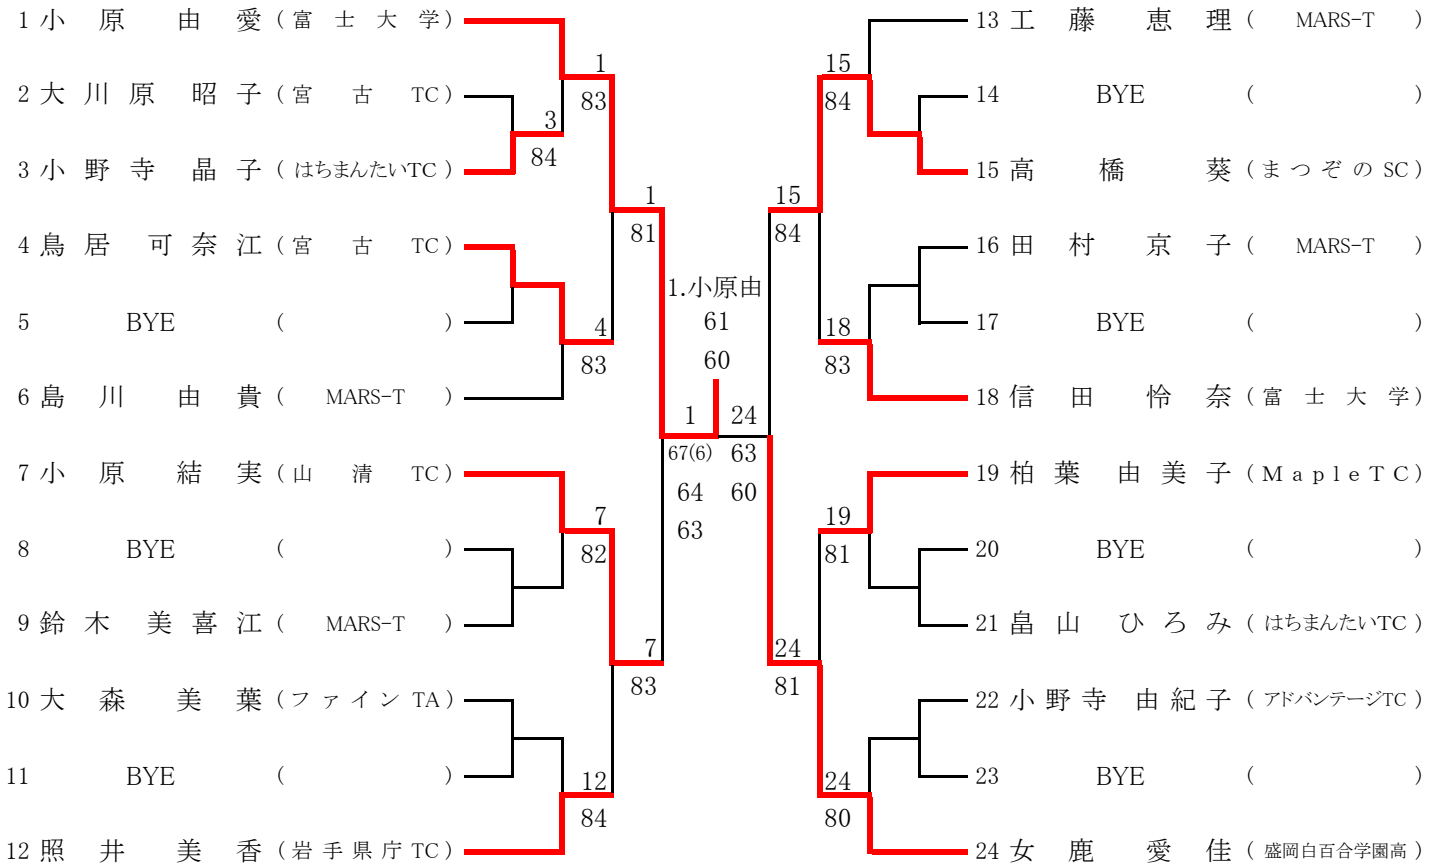 1 小原 由愛 (富士大学)
2 大川原 昭子 (宮古 TC)
3 小野寺 晶子 (はちまんたいTC)
4 鳥居 可奈江 (宮古 TC)
5 BYE ( )
6 島川 由貴 ( MARS-T )
7 小原 結実 (山清 TC)
8 BYE ( )
9 鈴木 美喜江 ( MARS-T )
10 大森 美葉 (ファイン TA)
11 BYE ( )
12 照井 美香 (岩手県庁 TC)
3
84
1
83
4
83
7
82
12
84
1
81
7
83
1.小原由
61
60
1
67(6)
64
63
24
63
60
15
84
24
81
15
84
18
83
19
81
24
80
13 工藤 恵理 ( MARS-T )
14 BYE ( )
15 高橋 葵 (まつぞの SC)
16 田村 京子 ( MARS-T )
17 BYE ( )
18 信田 怜奈 (富士大学)
19 柏葉 由美子 (MapleTC)
20 BYE ( )
21 畠山 ひろみ (はちまんたいTC)
22 小野寺 由紀子 (アドバンテージTC)
23 BYE ( )
24 女鹿 愛佳 (盛岡白百合学園高)